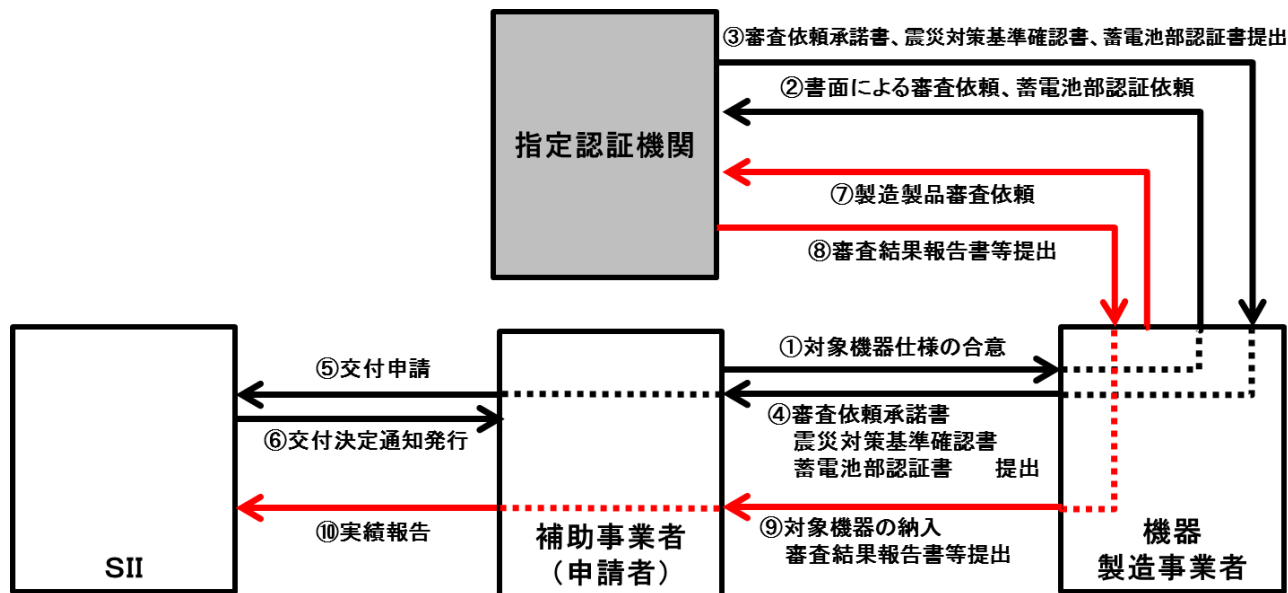 ③審査依頼承諾書、震災対策基準確認書、蓄電池部認証書提出
②書面による審査依頼、蓄電池部認証依頼
指定認証機関
⑦製造製品審査依頼
⑧審査結果報告書等提出
①対象機器仕様の合意
⑤交付申請
④審査依頼承諾書
震災対策基準確認書
蓄電池部認証書　　提出
⑥交付決定通知発行
⑩実績報告
⑨対象機器の納入
審査結果報告書等提出
SII
補助事業者
（申請者）
機器
製造事業者